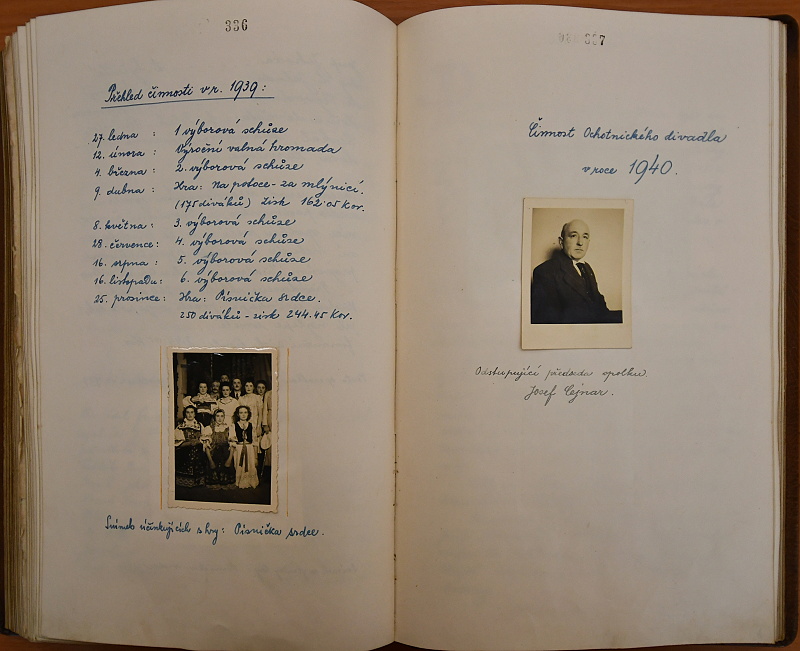 336
Přehled činnosti v r. 1939:
27. ledna : 1 výborová schůze
12. února : Výroční valná hromada
4. března : 2. výborová schůze
9. dubna : Hra: Na potoce - za mlýnicí.
(175 diváků) zisk 162.05 Kor.
8. května : 3. výborová schůze
28. července : 4. výborová schůze
16. srpna : 5. výborová schůze
16. listopadu : 6. výborová schůze
25. prosince : Hra: Písnička srdce.
250 diváků - zisk 244.45 Kor.
Snímek účinkujících z hry: Písnička srdce.
337
Činnost Ochotnického divadla
v roce 1940.
Odstupující předseda spolku
Josef Cejnar.